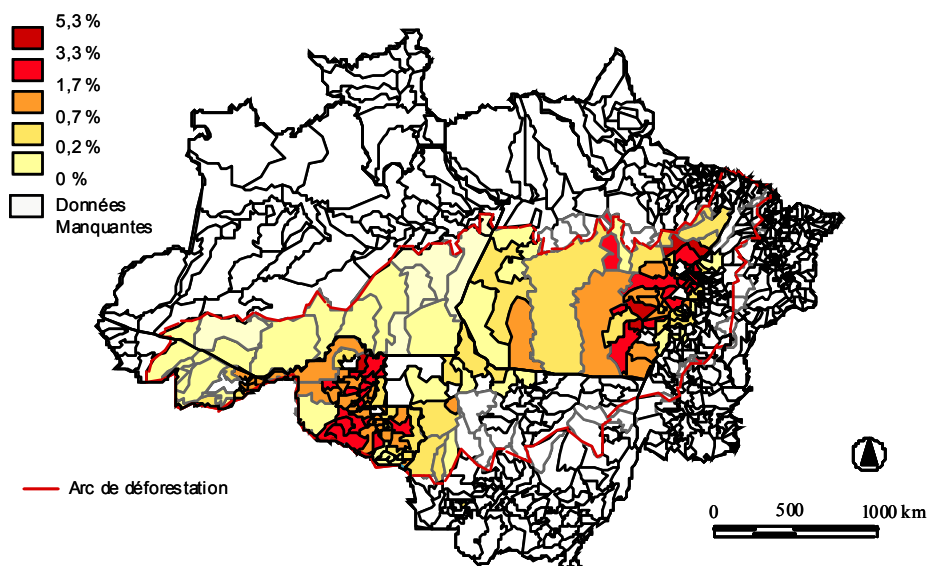 5,3 %
3,3 %
1,7 %
0,7 %
0,2 %
0 %
Données
Manquantes
Arc de déforestation
0 500 1000 km